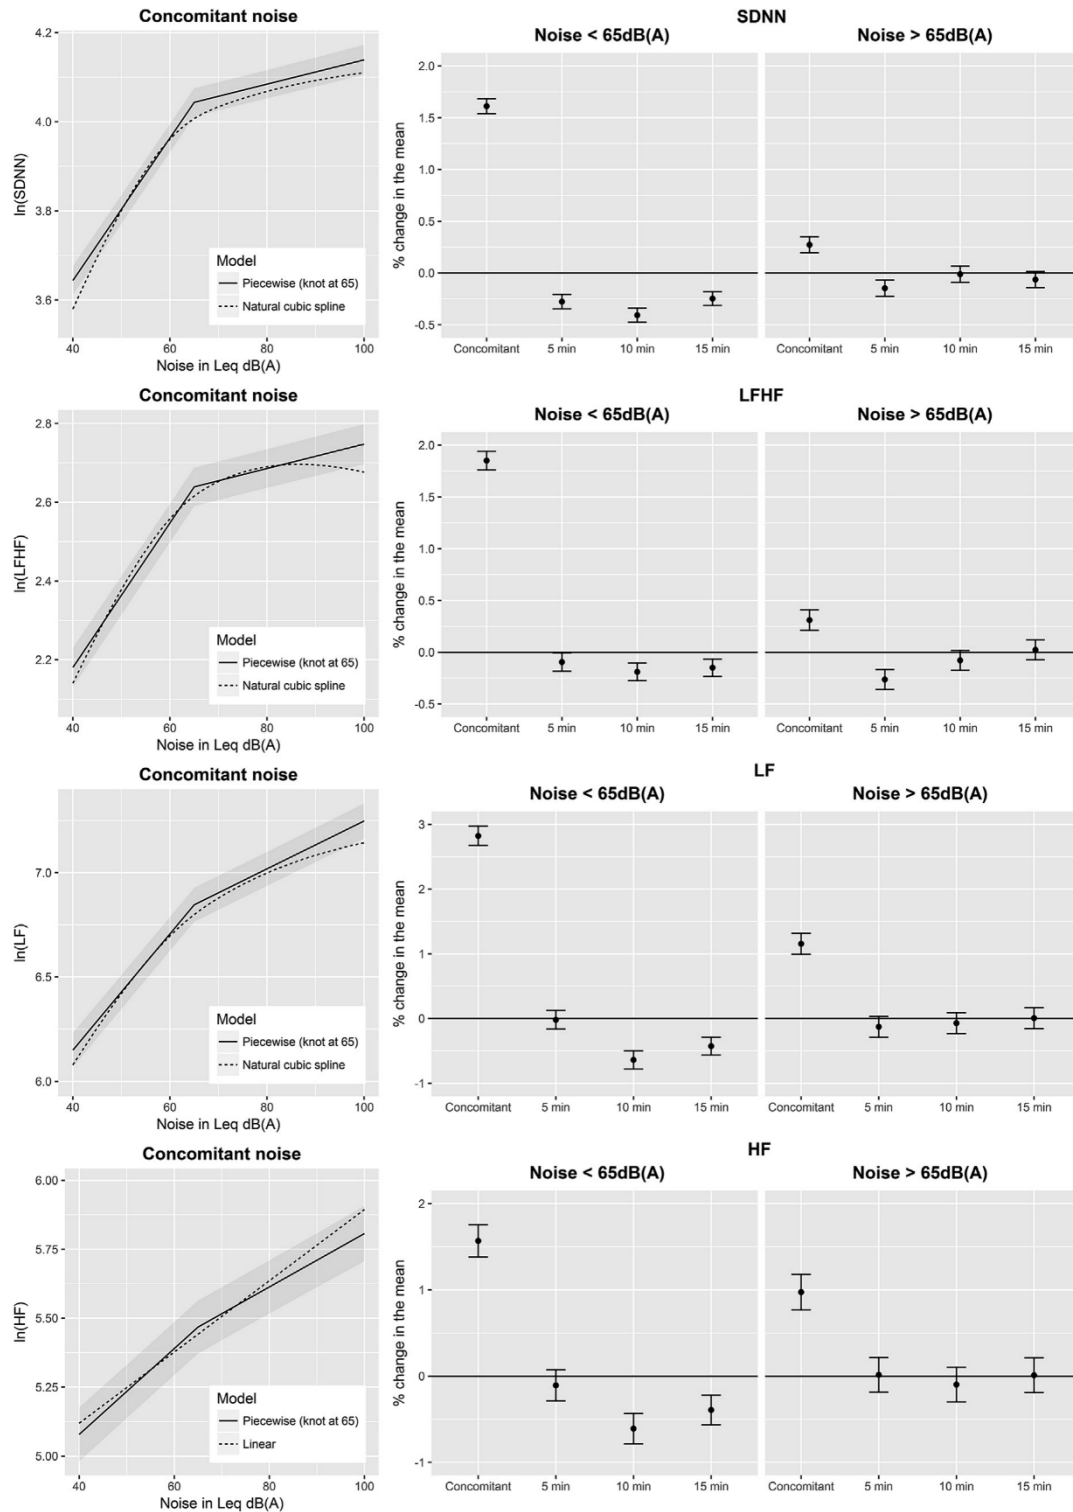 Concomitant noise
4.2
4.0
3.8
3.6
ln(SDNN)
Model
Piecewise (knot at 65)
Natural cubic spline
40 60 80 100
Noise in Leq dB(A)
SDNN
Noise < 65dB(A) Noise > 65dB(A)
2.0
1.5
1.0
0.5
0.0
-0.5
% change in the mean
Concomitant 5 min 10 min 15 min Concomitant 5 min 10 min 15 min
Concomitant noise
2.8
2.6
2.4
2.2
ln(LFHF)
Model
Piecewise (knot at 65)
Natural cubic spline
40 60 80 100
Noise in Leq dB(A)
LFHF
Noise < 65dB(A) Noise > 65dB(A)
2.0
1.5
1.0
0.5
0.0
-0.5
% change in the mean
Concomitant 5 min 10 min 15 min Concomitant 5 min 10 min 15 min
Concomitant noise
7.0
6.5
6.0
ln(LF)
Model
Piecewise (knot at 65)
Natural cubic spline
40 60 80 100
Noise in Leq dB(A)
LF
Noise < 65dB(A) Noise > 65dB(A)
3
2
1
0
-1
% change in the mean
Concomitant 5 min 10 min 15 min Concomitant 5 min 10 min 15 min
Concomitant noise
6.00
5.75
5.50
5.25
5.00
ln(HF)
Model
Piecewise (knot at 65)
Linear
40 60 80 100
Noise in Leq dB(A)
HF
Noise < 65dB(A) Noise > 65dB(A)
2
1
0
-1
% change in the mean
Concomitant 5 min 10 min 15 min Concomitant 5 min 10 min 15 min